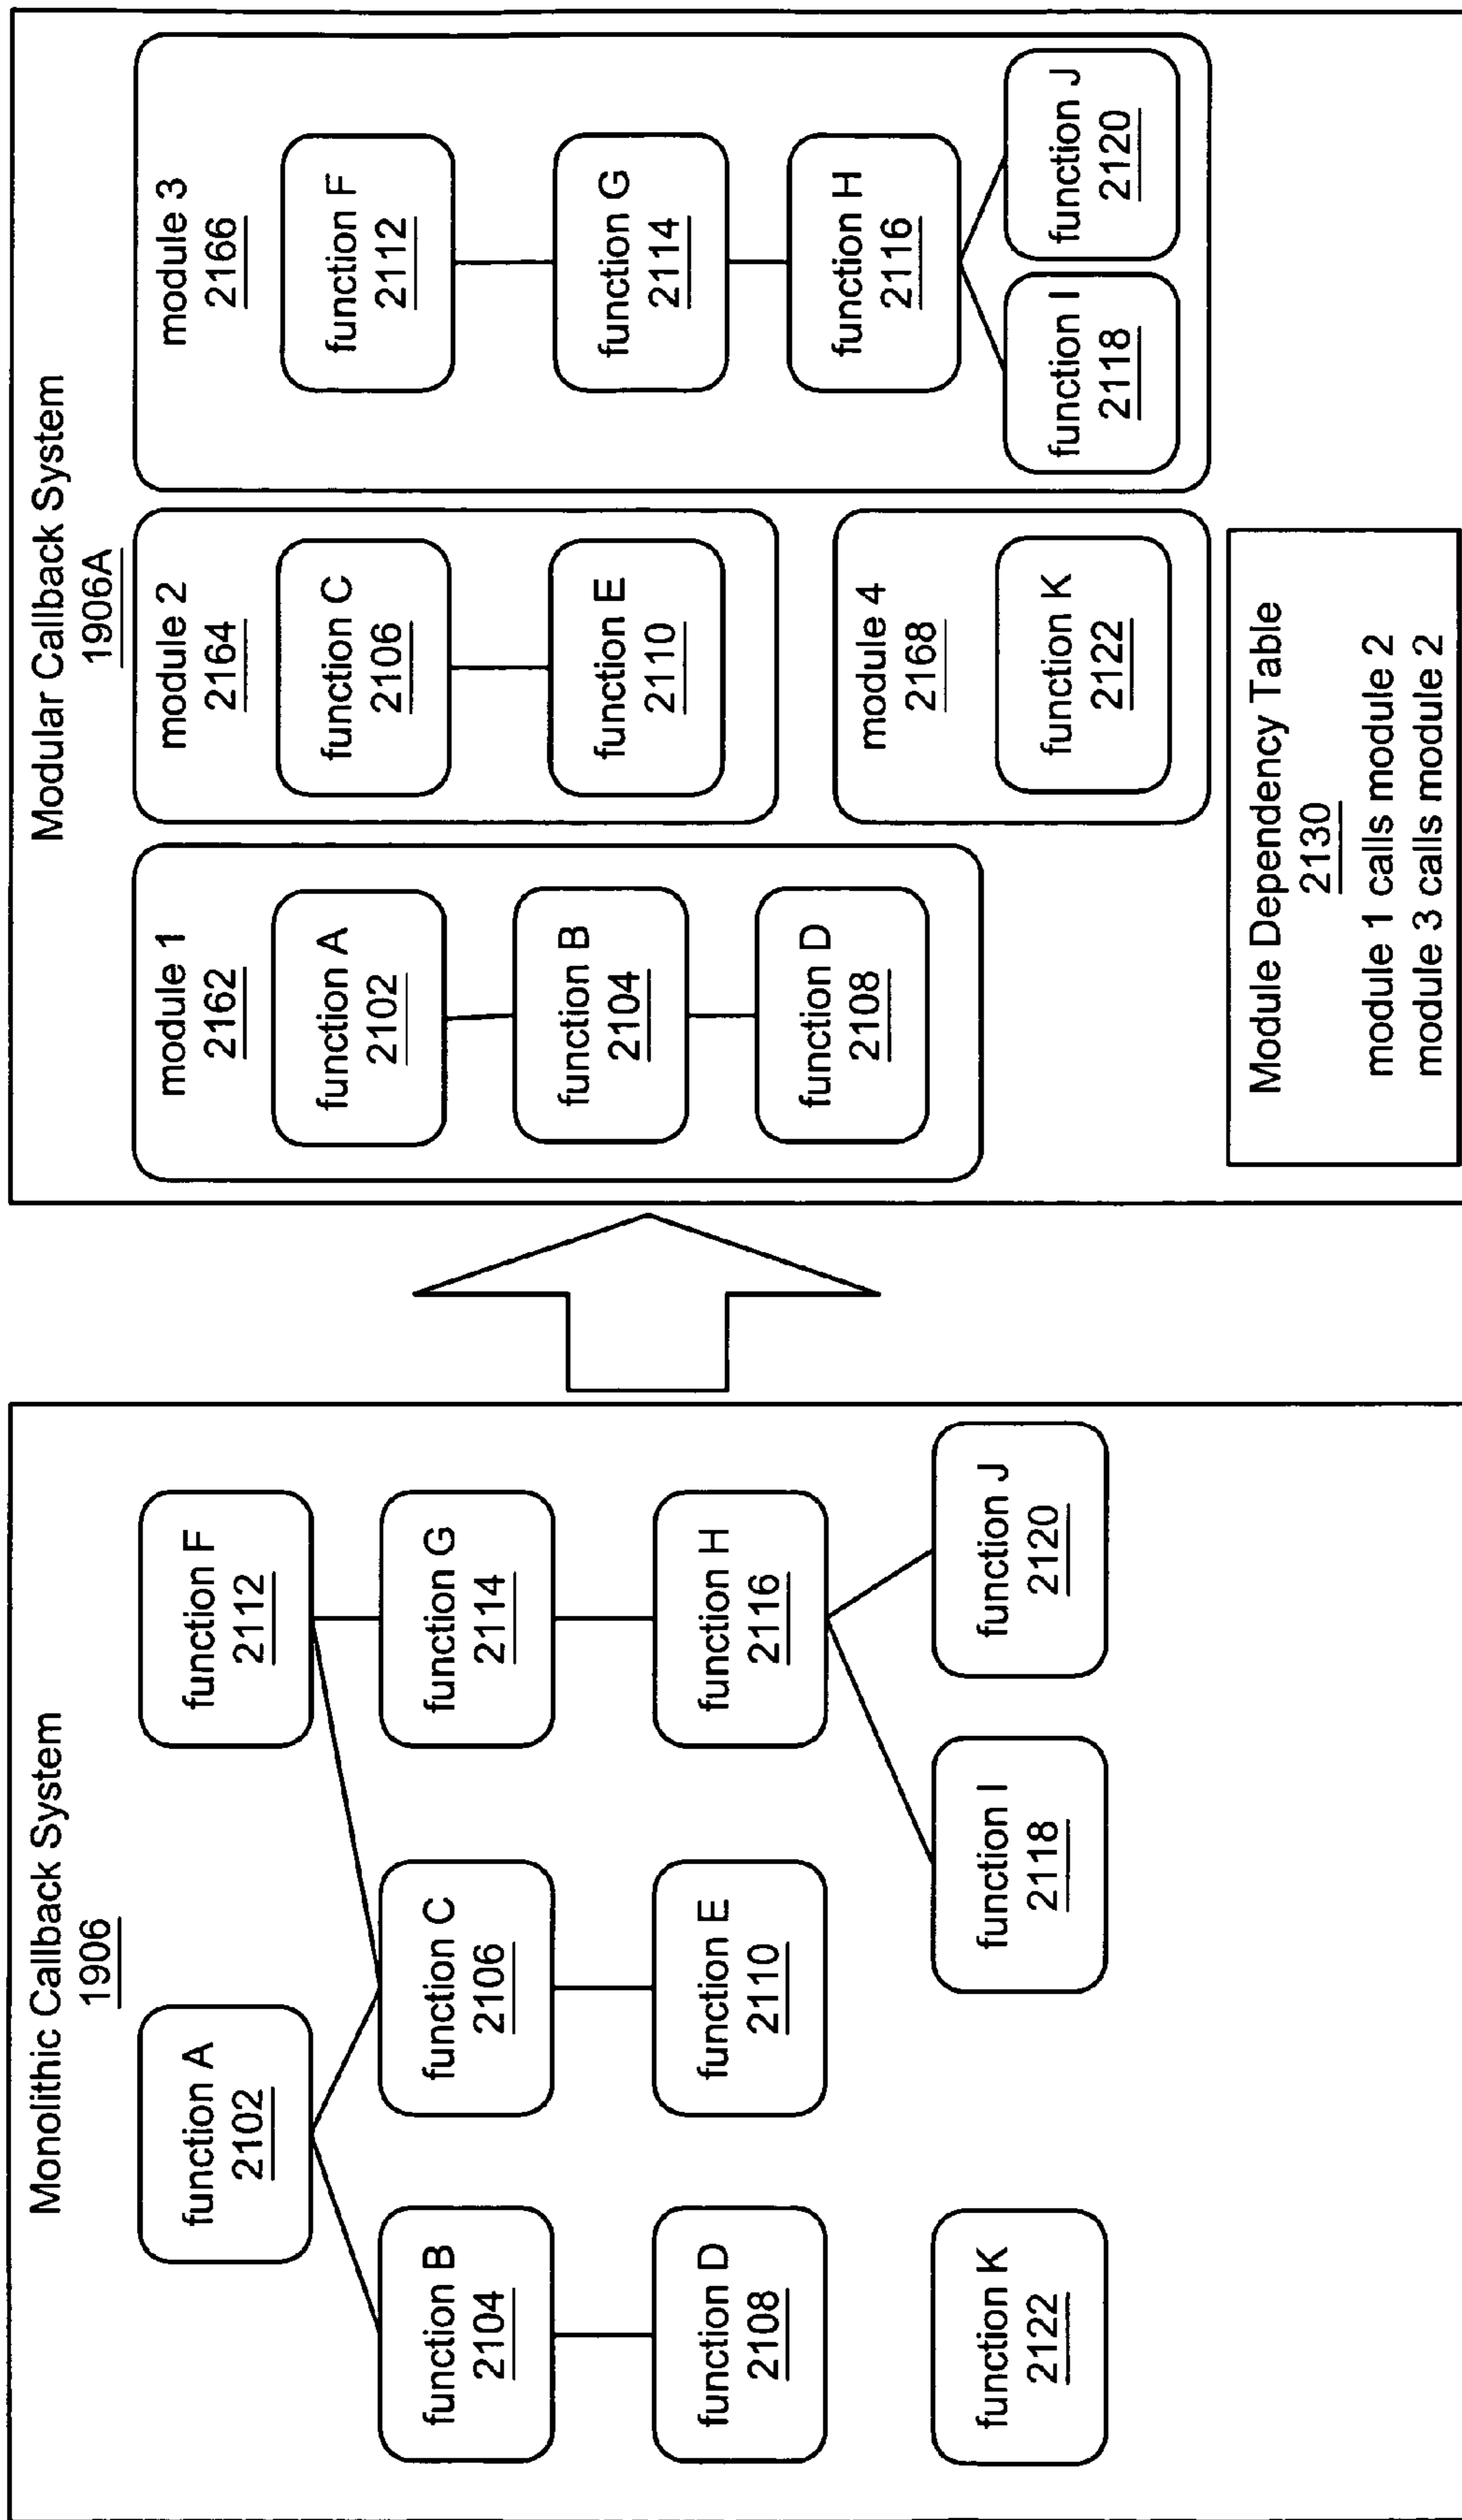 Monolithic Callback System
1906
function A
2102
function F
2112
function B
2104
function C
2106
function G
2114
function D
2108
function E
2110
function H
2116
function K
2122
function I
2118
function J
2120
Modular Callback System
1906A
module 1
2162
function A
2102
function B
2104
function D
2108
module 2
2164
function C
2106
function E
2110
module 4
2168
function K
2122
module 3
2166
function F
2112
function G
2114
function H
2116
function I
2118
function J
2120
Module Dependency Table
2130
module 1 calls module 2
module 3 calls module 2